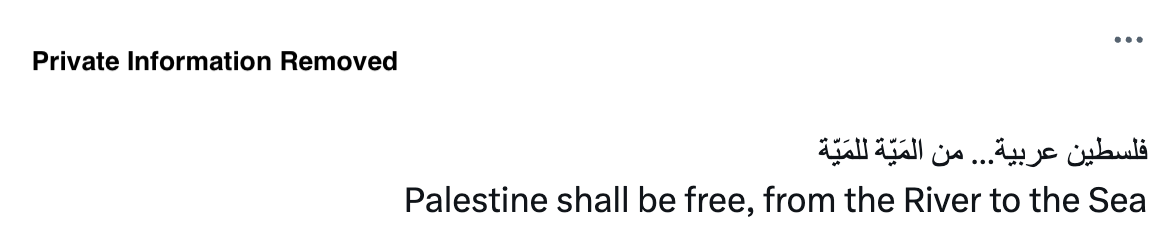 Private Information Removed
فلسطين عربية... من المَيّة للمَيّة
Palestine shall be free, from the River to the Sea